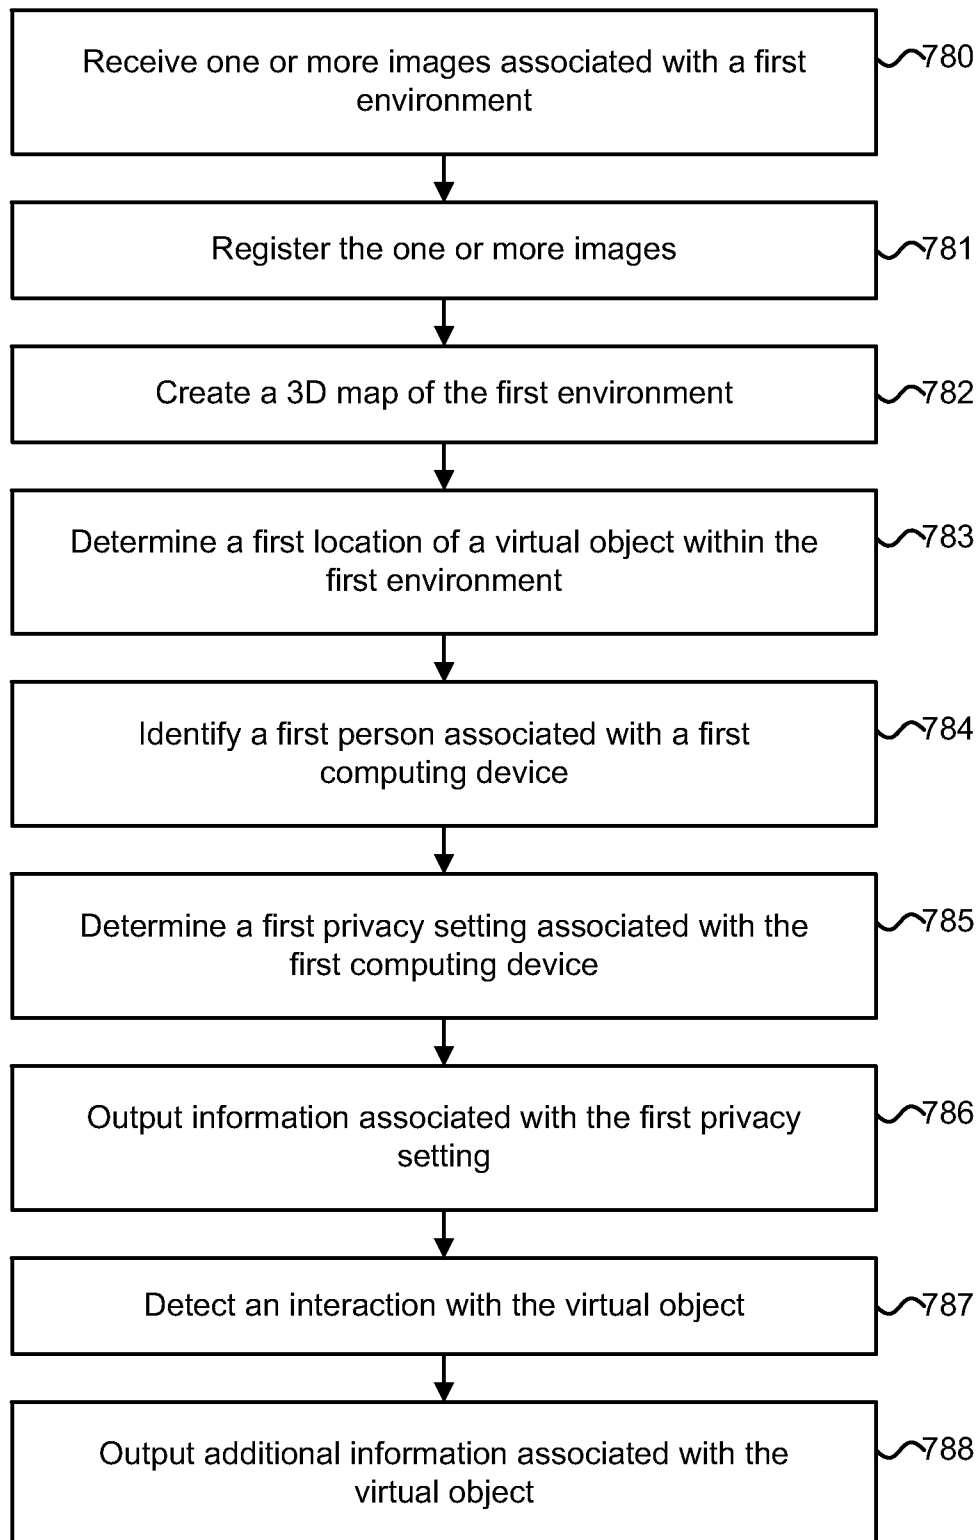 Receive one or more images associated with a first
environment
780
Register the one or more images
781
Create a 3D map of the first environment
782
Determine a first location of a virtual object within the
first environment
783
Identify a first person associated with a first
computing device
784
Determine a first privacy setting associated with the
first computing device
785
Output information associated with the first privacy
setting
786
Detect an interaction with the virtual object
787
Output additional information associated with the
virtual object
788